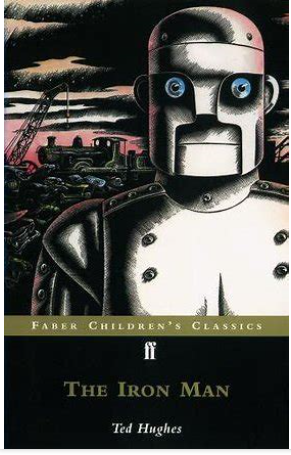 FABER CHILDREN'S CLASSICS
ff
THE IRON MAN
Ted Hughes